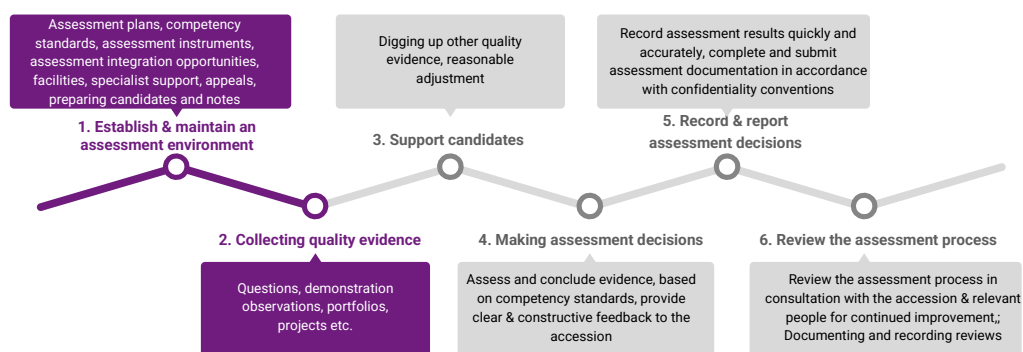 Assessment plans, competency
standards, assessment instruments,
assessment integration opportunities,
facilities, specialist support, appeals,
preparing candidates and notes
1. Establish & maintain an
assessment environment
2. Collecting quality evidence
Questions, demonstration
observations, portfolios,
projects etc.
Digging up other quality
evidence, reasonable
adjustment
3. Support candidates
4. Making assessment decisions
Assess and conclude evidence, based
on competency standards, provide
clear & constructive feedback to the
accession
Record assessment results quickly and
accurately, complete and submit
assessment documentation in accordance
with confidentiality conventions
5. Record & report
assessment decisions
6. Review the assessment process
Review the assessment process in
consultation with the accession & relevant
people for continued improvement,;
Documenting and recording reviews